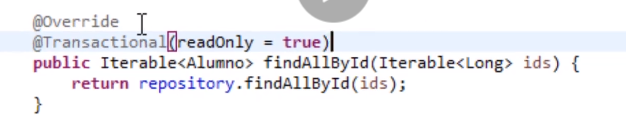 @Override
@Transactional(readOnly = true)
public Iterable<Alumno> findAllById(Iterable<Long> ids) {
return repository.findAllById(ids);
}